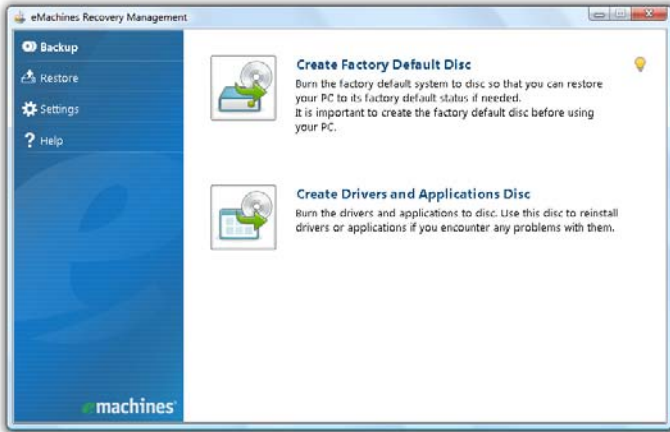 eMachines Recovery Management
Backup
Restore
Settings
? Help
Create Factory Default Disc
Burn the factory default system to disc so that you can restore
your PC to its factory default status if needed.
It is important to create the factory default disc before using
your PC.
Create Drivers and Applications Disc
Burn the drivers and applications to disc. Use this disc to reinstall
drivers or applications if you encounter any problems with them.
emachines